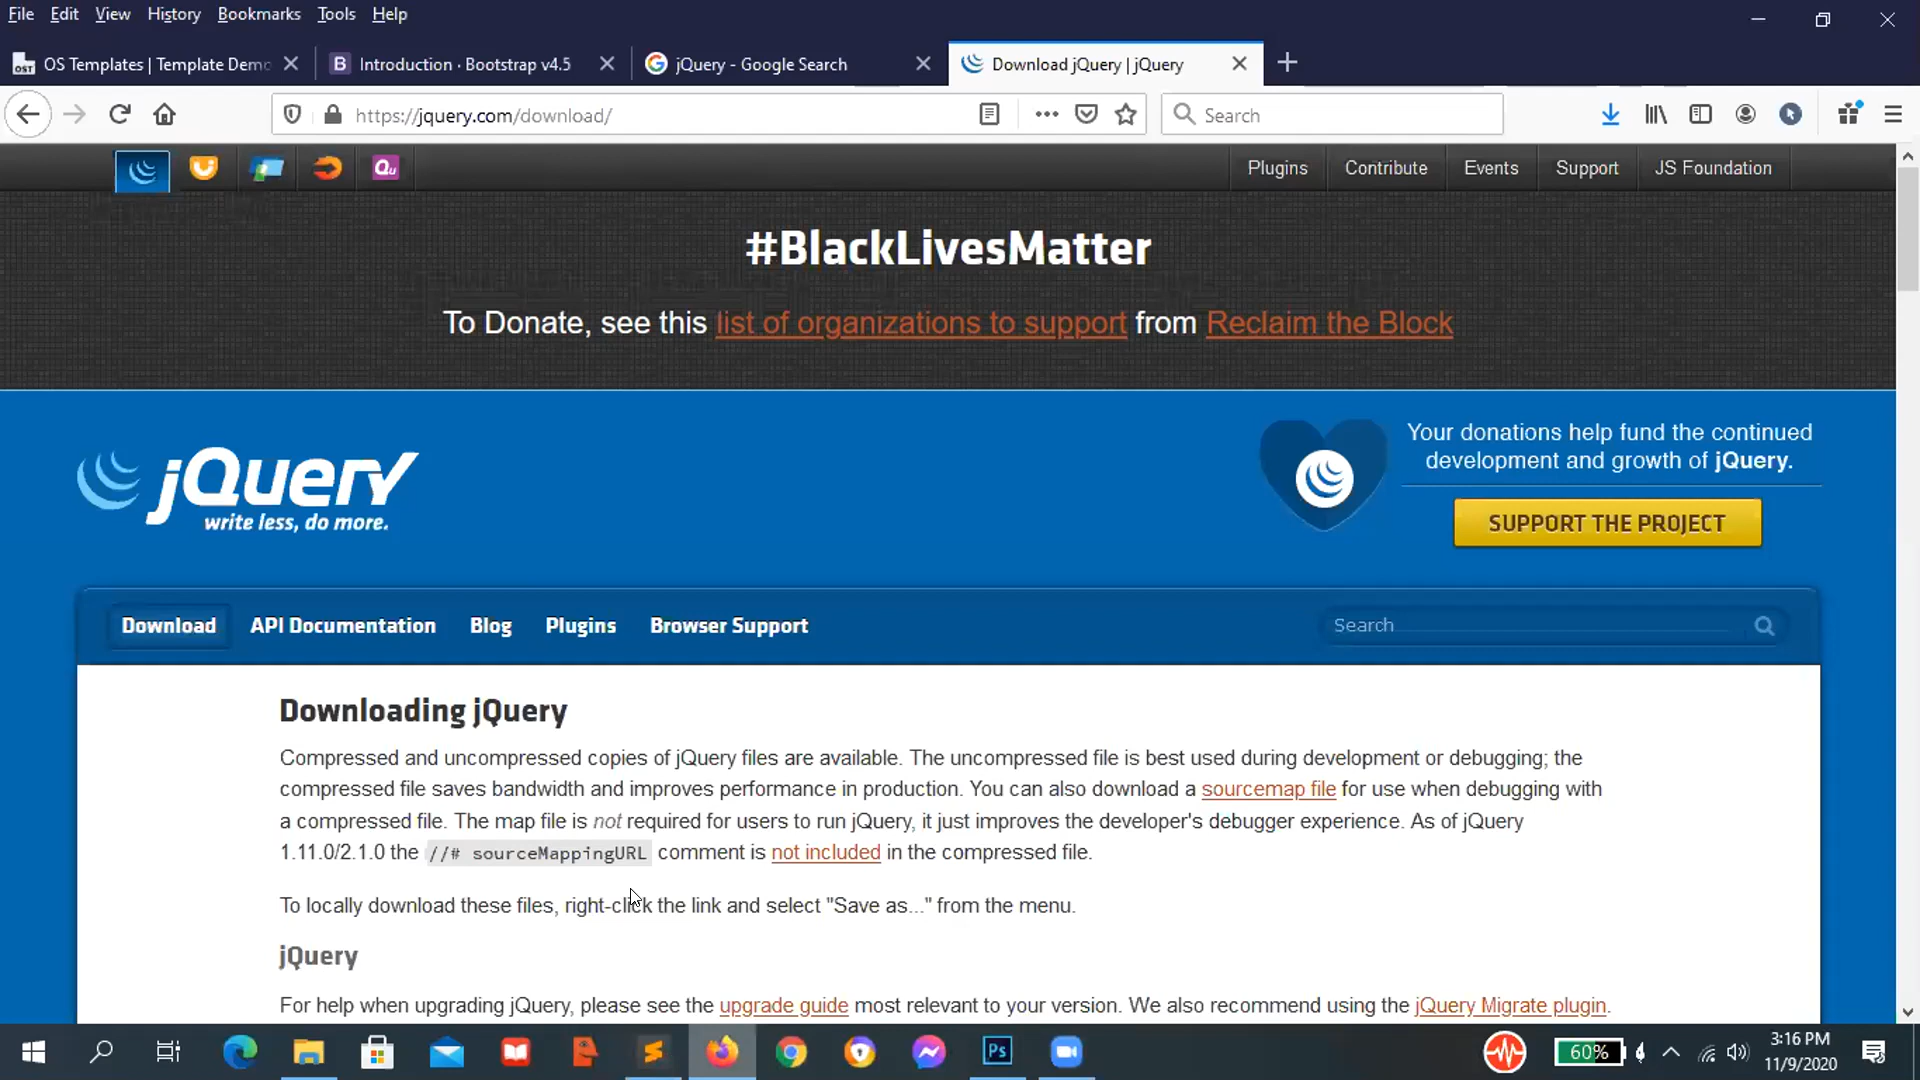 File Edit View History Bookmarks Tools Help
OST OS Templates | Template Demo
B Introduction · Bootstrap v4.5
jQuery - Google Search
Download jQuery | jQuery
https://jquery.com/download/
Search
Qu
Plugins Contribute Events Support JS Foundation
#BlackLivesMatter
To Donate, see this list of organizations to support from Reclaim the Block
jQuery
write less, do more.
Your donations help fund the continued
development and growth of jQuery.
SUPPORT THE PROJECT
Download API Documentation Blog Plugins Browser Support
Search
Downloading jQuery
Compressed and uncompressed copies of jQuery files are available. The uncompressed file is best used during development or debugging; the
compressed file saves bandwidth and improves performance in production. You can also download a sourcemap file for use when debugging with
a compressed file. The map file is not required for users to run jQuery, it just improves the developer's debugger experience. As of jQuery
1.11.0/2.1.0 the //# sourceMappingURL comment is not included in the compressed file.
To locally download these files, right-click the link and select "Save as..." from the menu.
jQuery
For help when upgrading jQuery, please see the upgrade guide most relevant to your version. We also recommend using the jQuery Migrate plugin.
Ps
60%
3:16 PM
11/9/2020